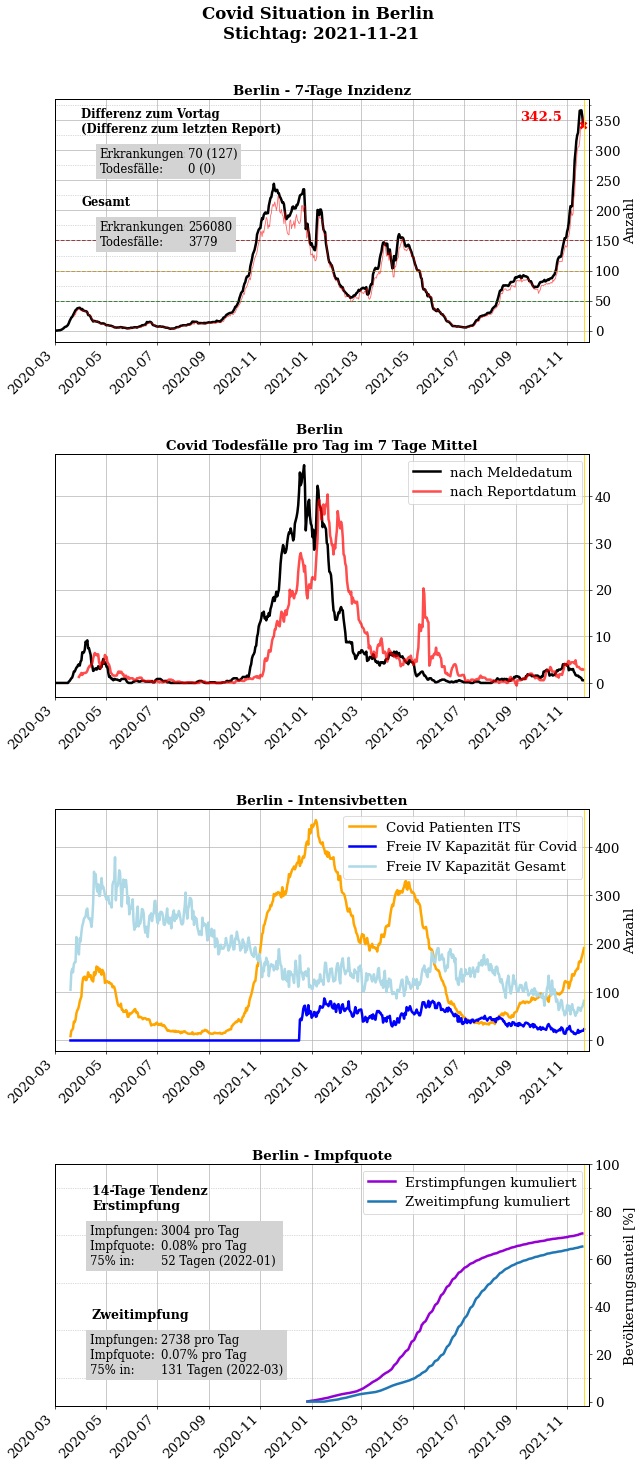 Covid Situation in Berlin
Stichtag: 2021-11-21
Berlin - 7-Tage Inzidenz
Differenz zum Vortag
(Differenz zum letzten Report)
Erkrankungen 70 (127)
Todesfälle: 0 (0)
Gesamt
Erkrankungen 256080
Todesfälle: 3779
342.5
350
300
250
200
150
100
50
0
Anzahl
2020-03
2020-05
2020-07
2020-09
2020-11
2021-01
2021-03
2021-05
2021-07
2021-09
2021-11
Berlin
Covid Todesfälle pro Tag im 7 Tage Mittel
nach Meldedatum
nach Reportdatum
40
30
20
10
0
2020-03
2020-05
2020-07
2020-09
2020-11
2021-01
2021-03
2021-05
2021-07
2021-09
2021-11
Berlin - Intensivbetten
Covid Patienten ITS
Freie IV Kapazität für Covid
Freie IV Kapazität Gesamt
400
300
200
100
0
Anzahl
2020-03
2020-05
2020-07
2020-09
2020-11
2021-01
2021-03
2021-05
2021-07
2021-09
2021-11
Berlin - Impfquote
14-Tage Tendenz
Erstimpfung
Impfungen: 3004 pro Tag
Impfquote: 0.08% pro Tag
75% in: 52 Tagen (2022-01)
Zweitimpfung
Impfungen: 2738 pro Tag
Impfquote: 0.07% pro Tag
75% in: 131 Tagen (2022-03)
Erstimpfungen kumuliert
Zweitimpfung kumuliert
100
80
60
40
20
0
Bevölkerungsanteil [%]
2020-03
2020-05
2020-07
2020-09
2020-11
2021-01
2021-03
2021-05
2021-07
2021-09
2021-11